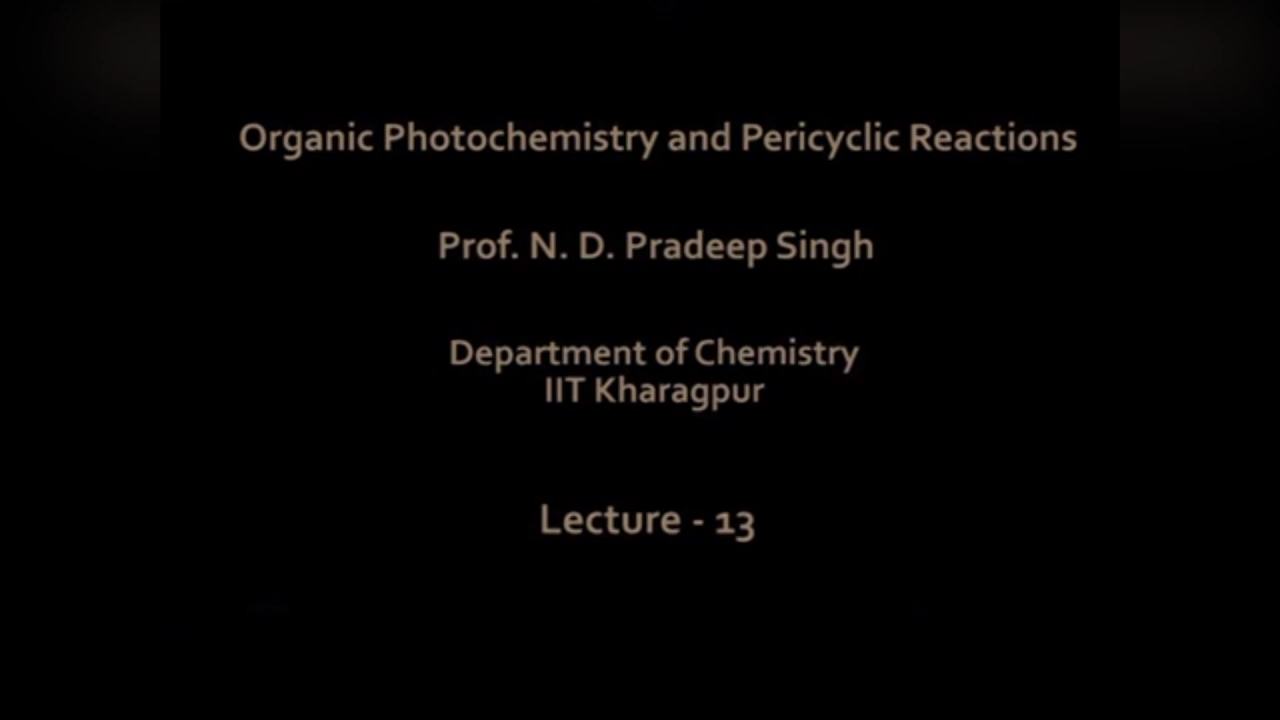 Organic Photochemistry and Pericyclic Reactions
Prof. N. D. Pradeep Singh
Department of Chemistry
IIT Kharagpur
Lecture - 13